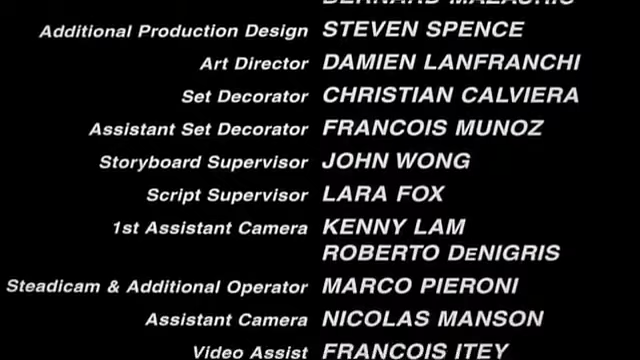 Additional Production Design STEVEN SPENCE
Art Director DAMIEN LANFRANCHI
Set Decorator CHRISTIAN CALVIERA
Assistant Set Decorator FRANCOIS MUNOZ
Storyboard Supervisor JOHN WONG
Script Supervisor LARA FOX
1st Assistant Camera KENNY LAM
ROBERTO DENIGRIS
Steadicam & Additional Operator MARCO PIERONI
Assistant Camera NICOLAS MANSON
Video Assist FRANCOIS ITEY